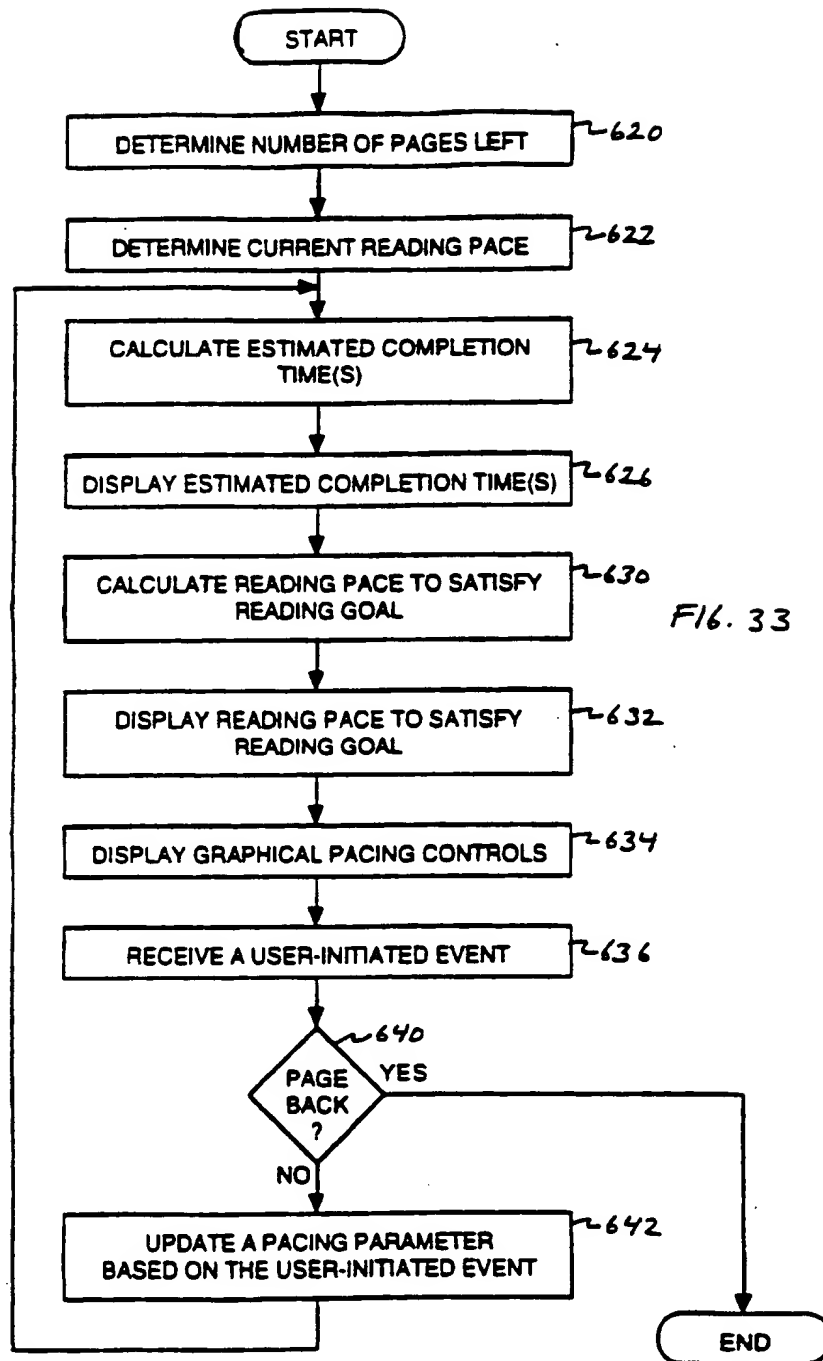 START
DETERMINE NUMBER OF PAGES LEFT
620
DETERMINE CURRENT READING PACE
622
CALCULATE ESTIMATED COMPLETION
TIME(S)
624
DISPLAY ESTIMATED COMPLETION TIME(S)
626
CALCULATE READING PACE TO SATISFY
READING GOAL
630
FIG. 33
DISPLAY READING PACE TO SATISFY
READING GOAL
632
DISPLAY GRAPHICAL PACING CONTROLS
634
RECEIVE A USER-INITIATED EVENT
636
640
PAGE
BACK
?
YES
NO
UPDATE A PACING PARAMETER
BASED ON THE USER-INITIATED EVENT
642
END